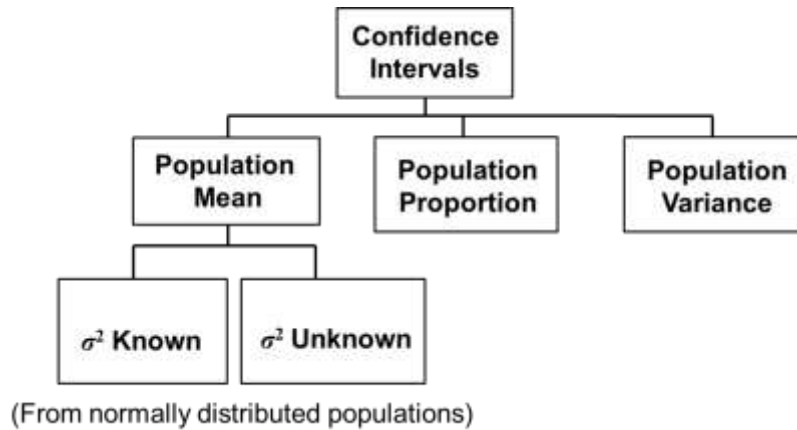 Confidence
Intervals
Population
Mean
Population
Proportion
Population
Variance
σ² Known
σ² Unknown
(From normally distributed populations)